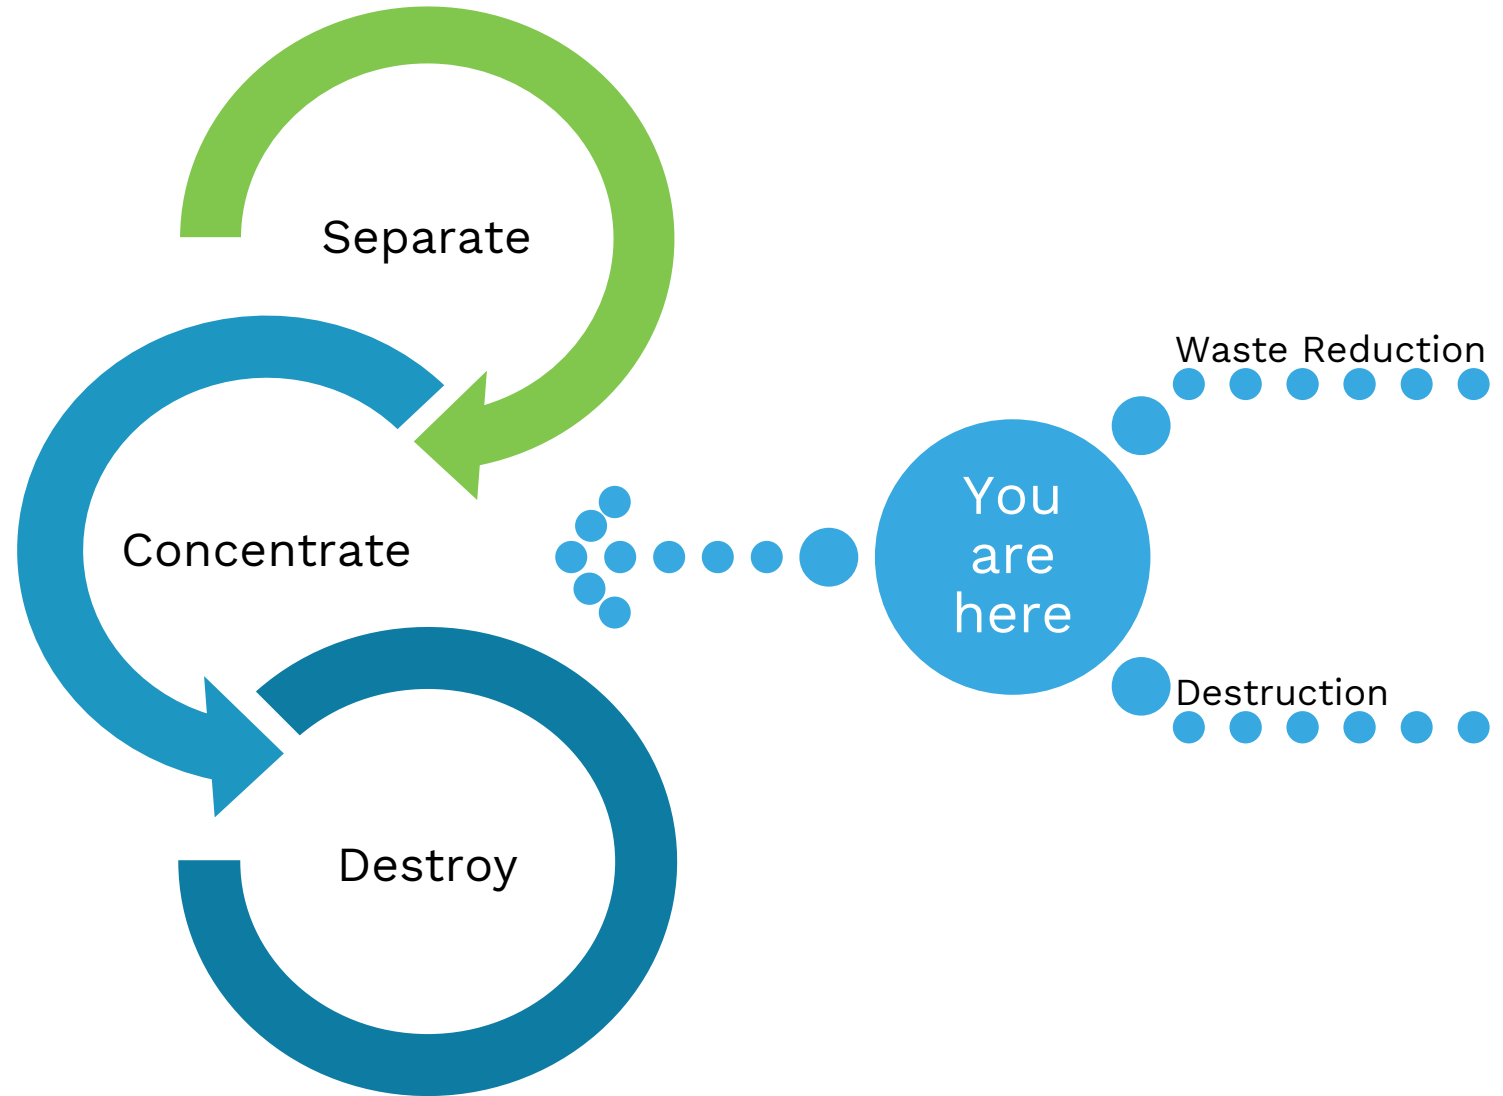 Separate
Concentrate
Destroy
You
are
here
Waste Reduction
Destruction